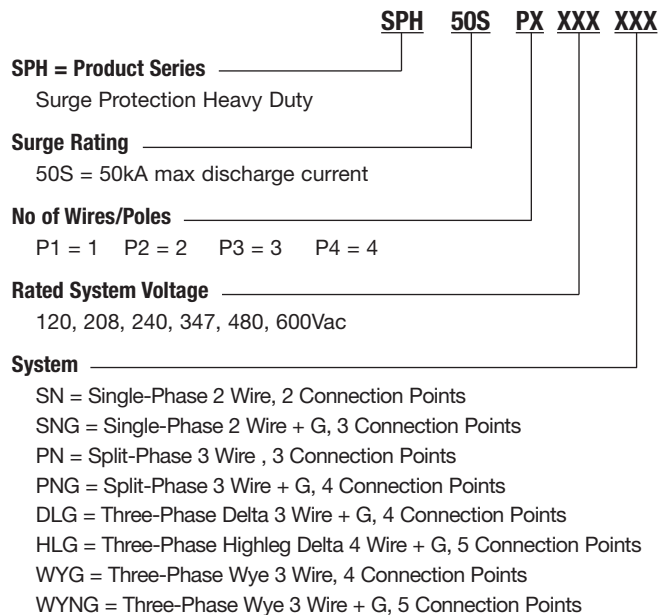 SPH 50S PX XXX XXX
SPH = Product Series
Surge Protection Heavy Duty
Surge Rating
50S = 50kA max discharge current
No of Wires/Poles
P1 = 1 P2 = 2 P3 = 3 P4 = 4
Rated System Voltage
120, 208, 240, 347, 480, 600Vac
System
SN = Single-Phase 2 Wire, 2 Connection Points
SNG = Single-Phase 2 Wire + G, 3 Connection Points
PN = Split-Phase 3 Wire , 3 Connection Points
PNG = Split-Phase 3 Wire + G, 4 Connection Points
DLG = Three-Phase Delta 3 Wire + G, 4 Connection Points
HLG = Three-Phase Highleg Delta 4 Wire + G, 5 Connection Points
WYG = Three-Phase Wye 3 Wire, 4 Connection Points
WYNG = Three-Phase Wye 3 Wire + G, 5 Connection Points